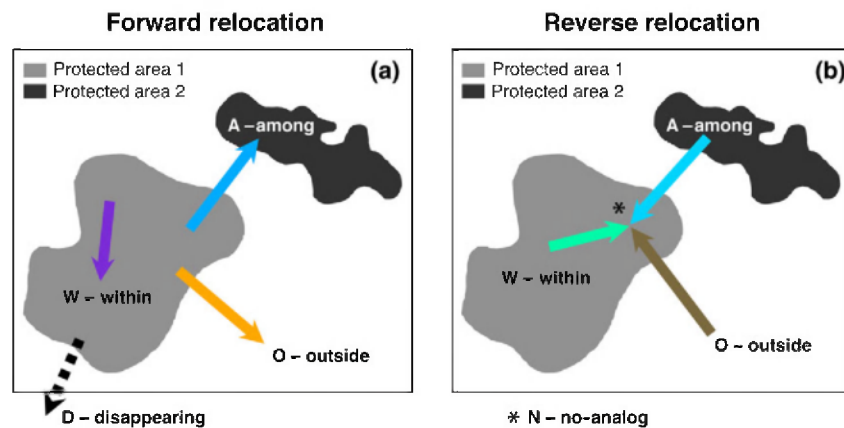 Forward relocation
Protected area 1
Protected area 2
(a)
A – among
W – within
O – outside
D – disappearing
Reverse relocation
Protected area 1
Protected area 2
(b)
A – among
*
W – within
O – outside
* N – no-analog